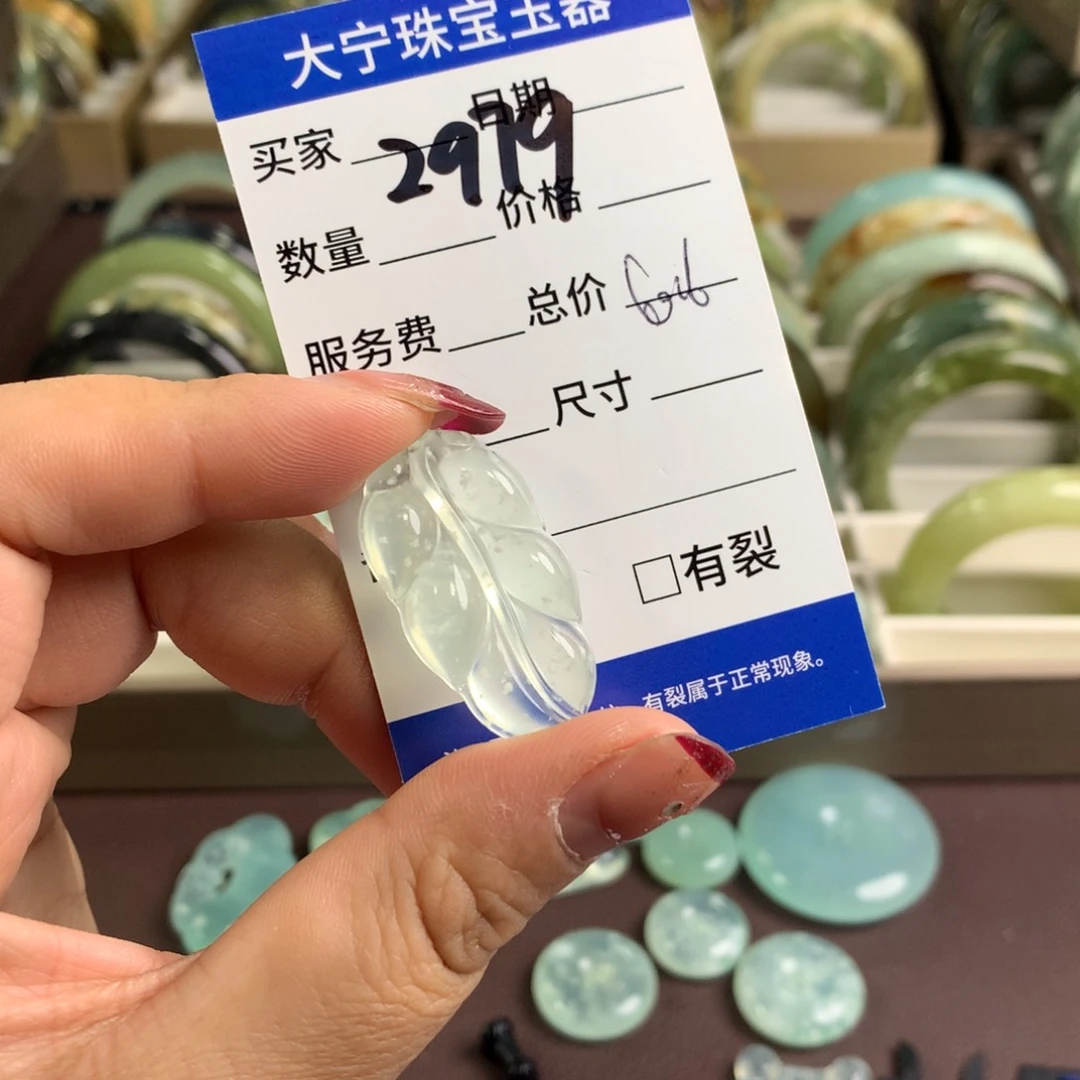 大宁珠宝玉器
买家 日期
2979
数量 价格
服务费 总价
尺寸
□有裂
有裂属于正常现象。